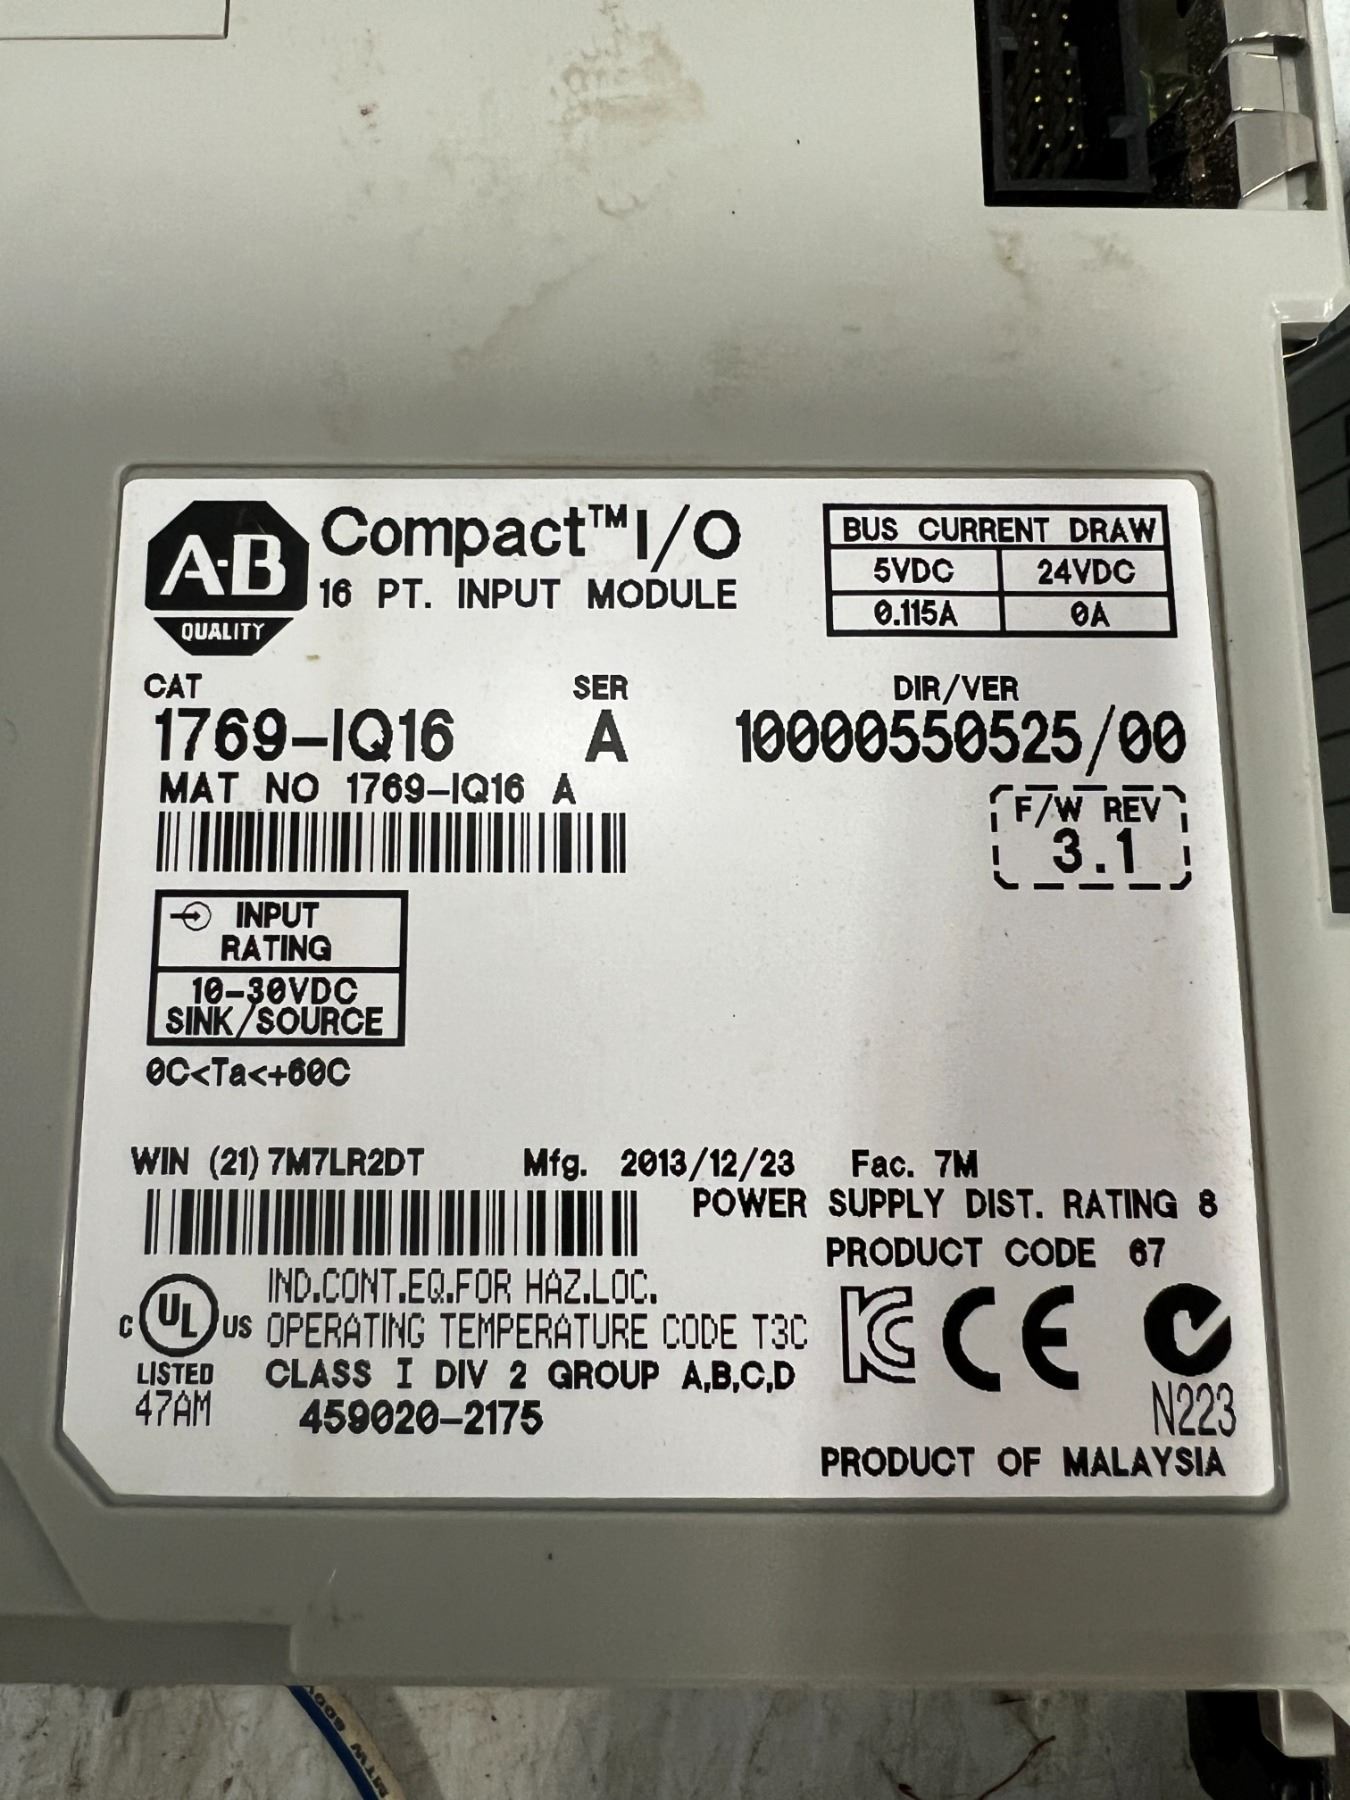 A-B
QUALITY
Compact™ I/O
16 PT. INPUT MODULE
BUS CURRENT DRAW
5VDC 24VDC
0.115A 0A
CAT SER DIR/VER
1769-IQ16 A 10000550525/00
MAT NO 1769-IQ16 A
F/W REV
3.1
INPUT
RATING
10-30VDC
SINK/SOURCE
0C<Ta<+60C
WIN (21) 7M7LR2DT Mfg. 2013/12/23 Fac. 7M
POWER SUPPLY DIST. RATING 8
PRODUCT CODE 67
C UL US
LISTED
47AM
IND.CONT.EQ.FOR HAZ.LOC.
OPERATING TEMPERATURE CODE T3C
CLASS I DIV 2 GROUP A,B,C,D
459020-2175
KC CE
N223
PRODUCT OF MALAYSIA
MTW